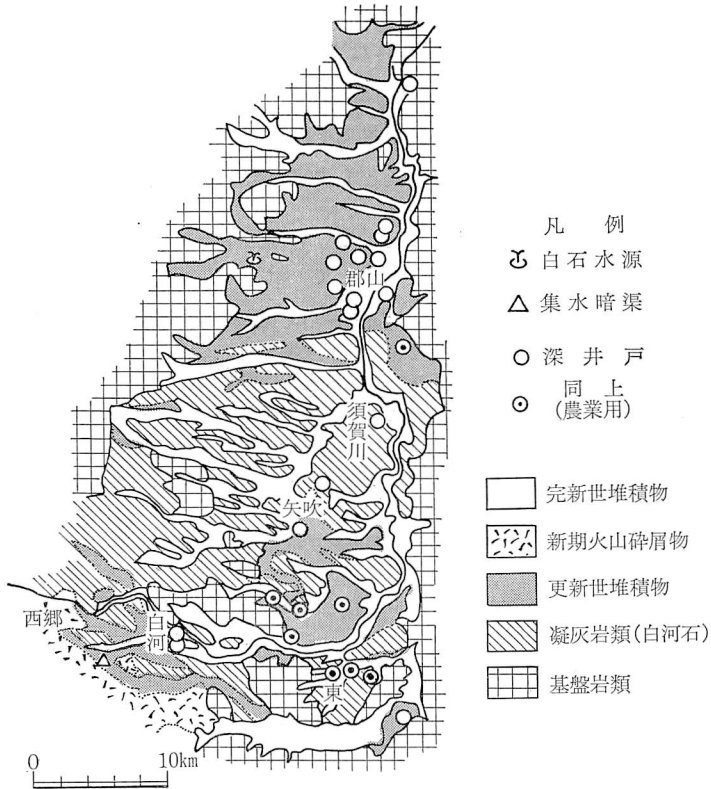 郡山
須賀川
矢吹
西郷
白河
東
0 10km
凡例
白石水源
集水暗渠
深井戸
同上
(農業用)
完新世堆積物
新期火山砕屑物
更新世堆積物
凝灰岩類(白河石)
基盤岩類